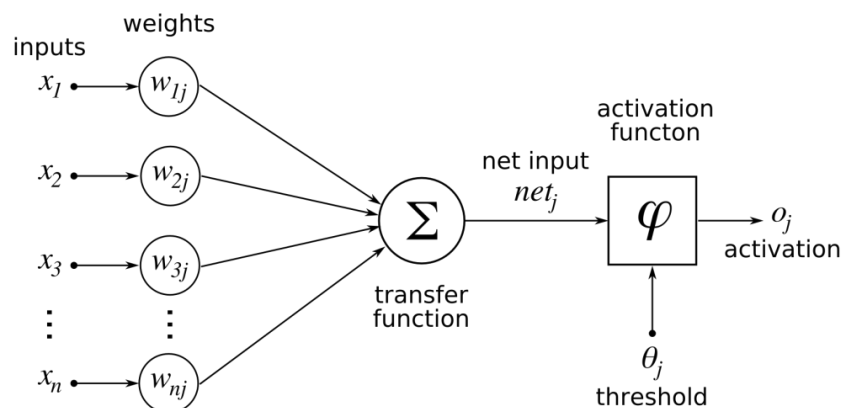 inputs
weights
x1
w1j
x2
w2j
x3
w3j
⋮
⋮
xn
wnj
Σ
transfer
function
net input
netj
activation
functon
φ
oj
activation
θj
threshold